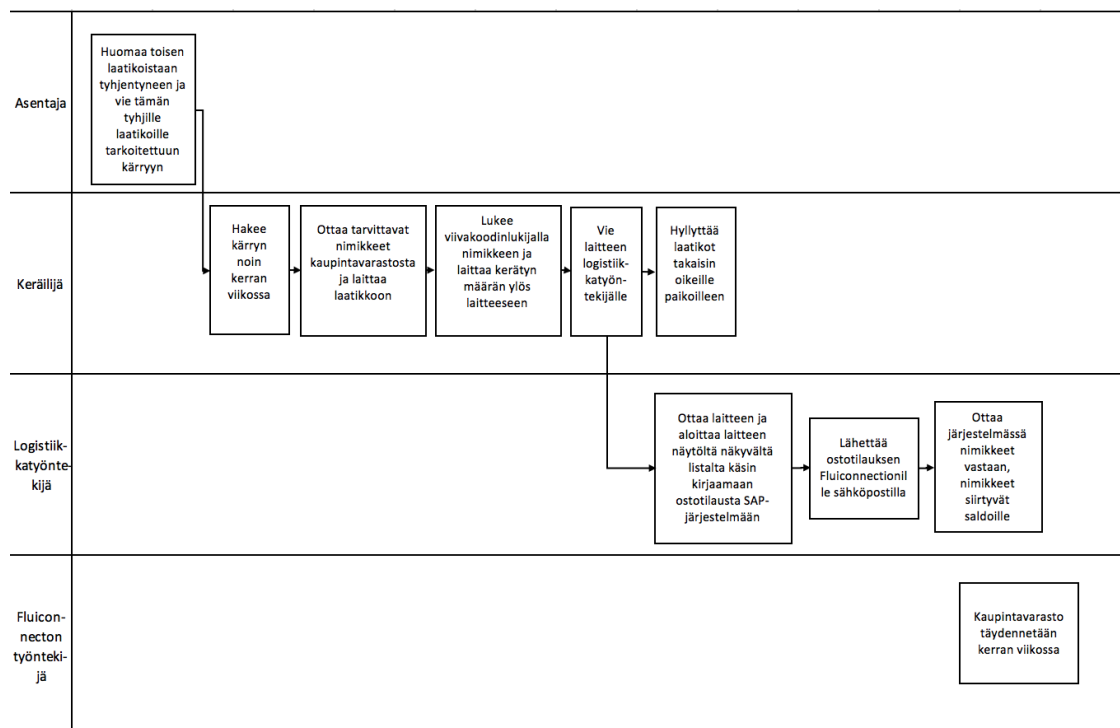 Asentaja
Huomaa toisen
laatikoistaan
tyhjentyneen ja
vie tämän
tyhjille
laatikoille
tarkoitettuun
kärryyn
Keräilijä
Hakee
kärryn
noin
kerran
viikossa
Ottaa tarvittavat
nimikkeet
kaupintavarastosta
ja laittaa
laatikkoon
Lukee
viivakoodinlukijalla
nimikkeen ja
laittaa kerätyn
määrän ylös
laitteeseen
Vie
laitteen
logistiik-
katyön-
tekijälle
Hyllyttää
laatikot
takaisin
oikeille
paikoilleen
Logistiik-
katyönte-
kijä
Ottaa laitteen ja
aloittaa laitteen
näytöltä näkyvältä
listalta käsin
kirjaamaan
ostotilausta SAP-
järjestelmään
Lähettää
ostotilauksen
Fluiconnectionil
le sähköpostilla
Ottaa
järjestelmässä
nimikkeet
vastaan,
nimikkeet
siirtyvät
saldoille
Fluicon-
necton
työnteki-
jä
Kaupintavarasto
täydennetään
kerran viikossa